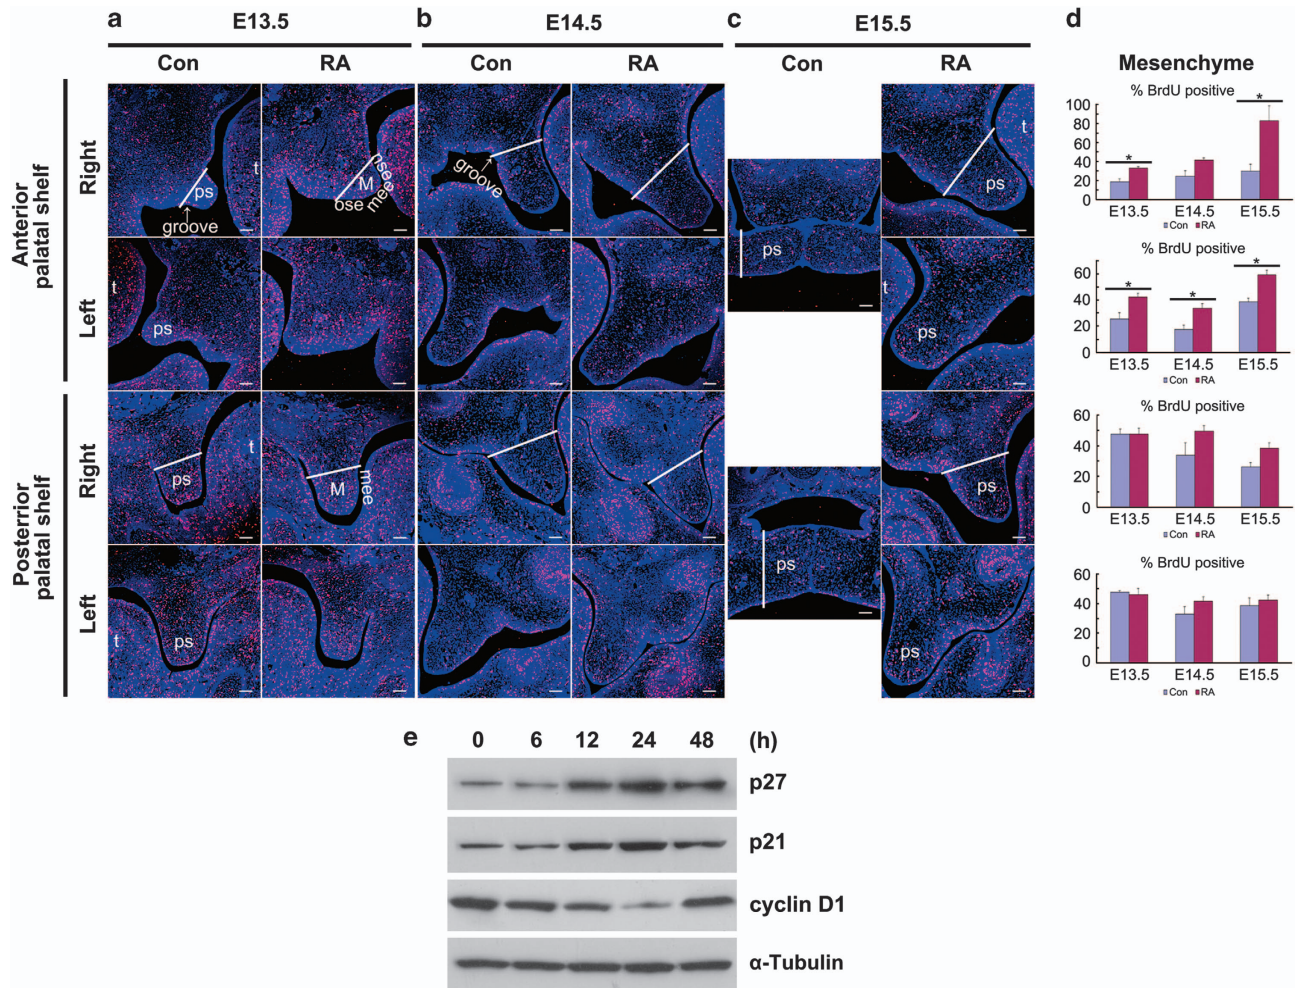 a E13.5 b E14.5 c E15.5 d
Con RA Con RA Con RA Mesenchyme
Anterior
palatal shelf
Right
Left
Posterrior
palatal shelf
Right
Left
t
ps
groove
nsee
M
mee
ose
groove
ps
t
ps
t
ps
t
ps
t
ps
M
mee
ps
ps
t
ps
ps
% BrdU positive
*
*
100
80
60
40
20
0
E13.5 E14.5 E15.5
Con RA
% BrdU positive
*
*
*
60
40
20
0
E13.5 E14.5 E15.5
Con RA
% BrdU positive
60
40
20
0
E13.5 E14.5 E15.5
Con RA
% BrdU positive
60
40
20
0
E13.5 E14.5 E15.5
Con RA
e 0 6 12 24 48 (h)
p27
p21
cyclin D1
α-Tubulin